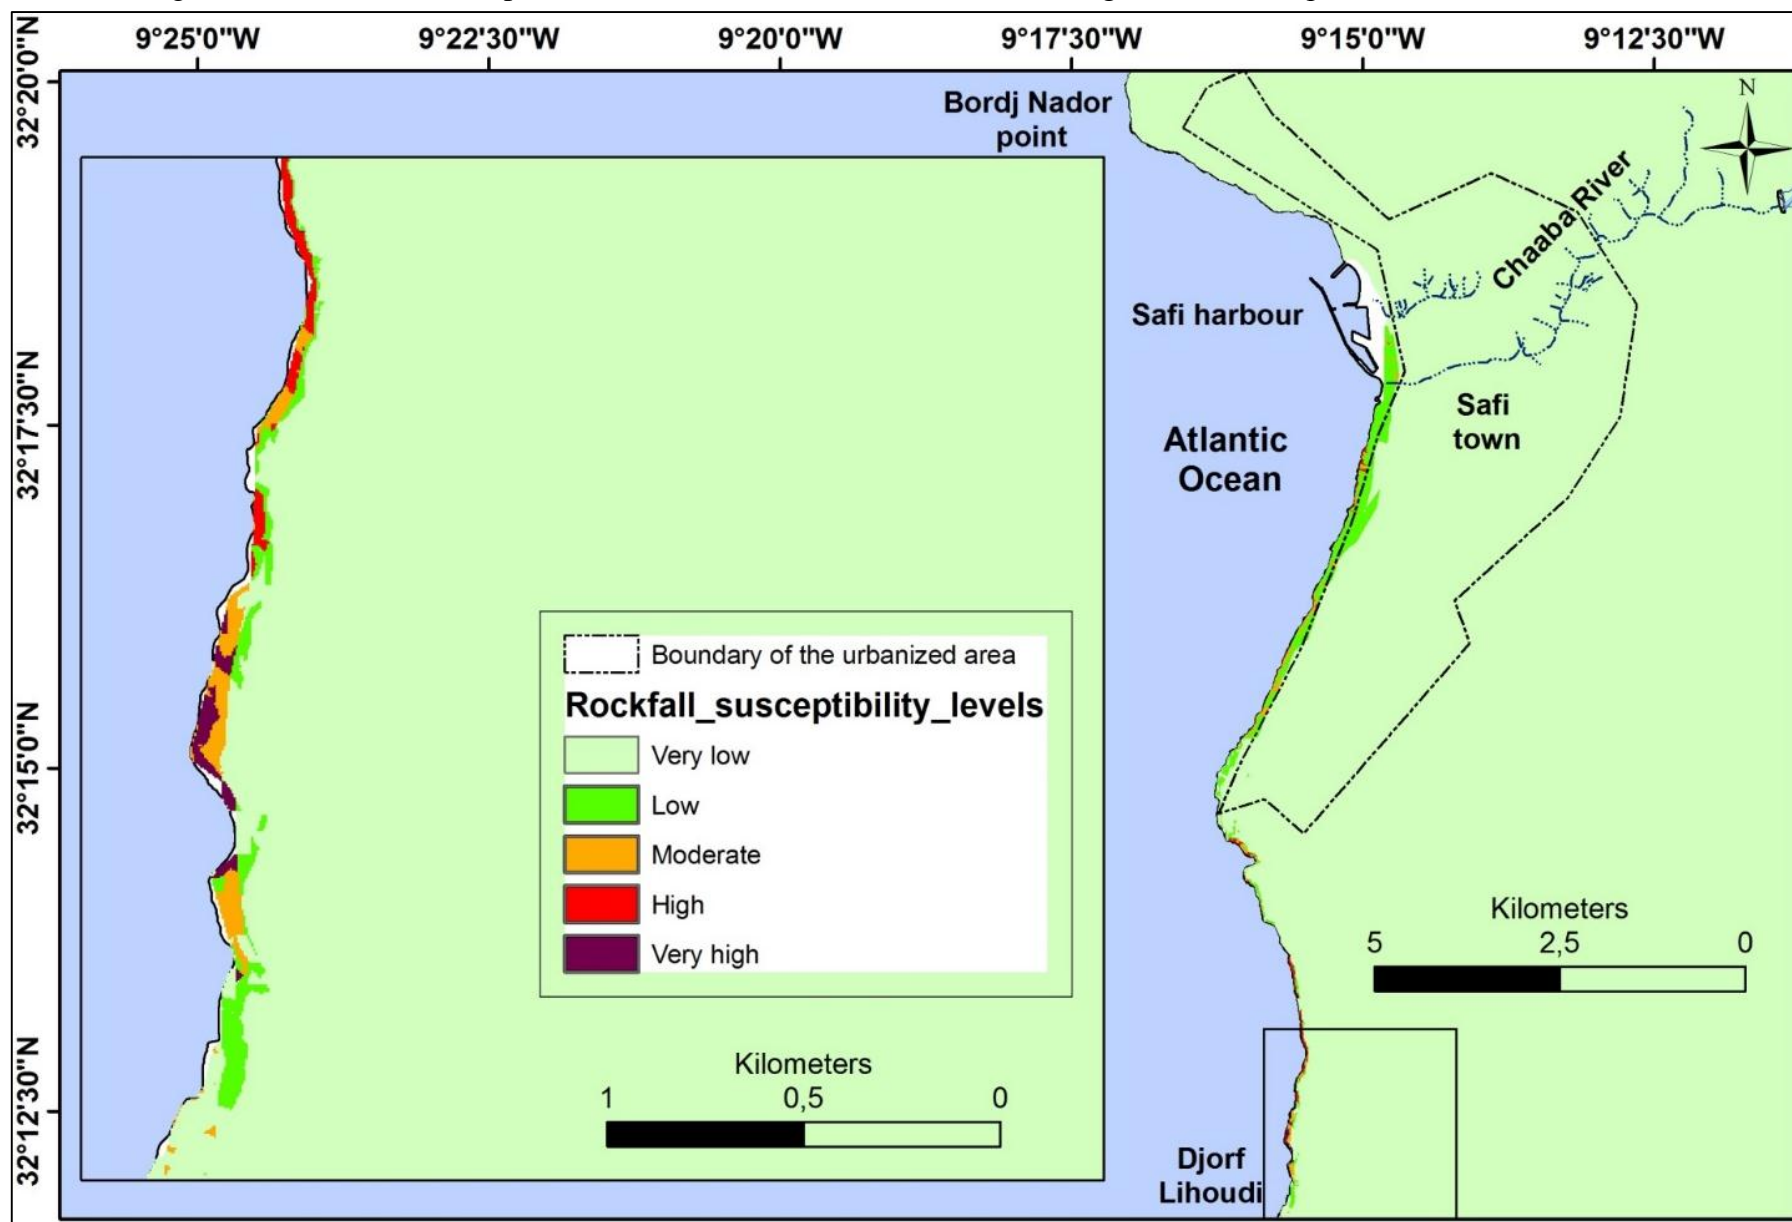 9°25'0"W 9°22'30"W 9°20'0"W 9°17'30"W 9°15'0"W 9°12'30"W
32°20'0"N
32°17'30"N
32°15'0"N
32°12'30"N
Bordj Nador
point
N
Chaaba River
Safi harbour
Safi
town
Atlantic
Ocean
Boundary of the urbanized area
Rockfall_susceptibility_levels
Very low
Low
Moderate
High
Very high
Kilometers
1 0,5 0
Kilometers
5 2,5 0
Djorf
Lihoudi